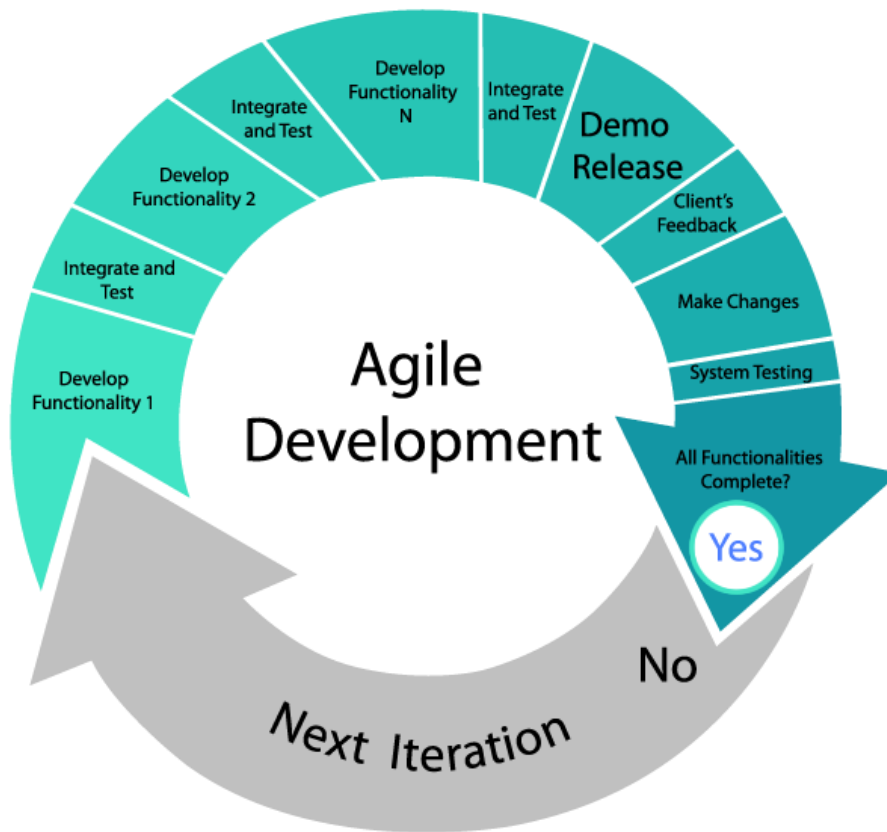 Develop
Functionality 1
Integrate and
Test
Develop
Functionality 2
Integrate
and Test
Develop
Functionality
N
Integrate
and Test
Demo
Release
Client's
Feedback
Make Changes
System Testing
All Functionalities
Complete?
Yes
No
Next Iteration
Agile
Development